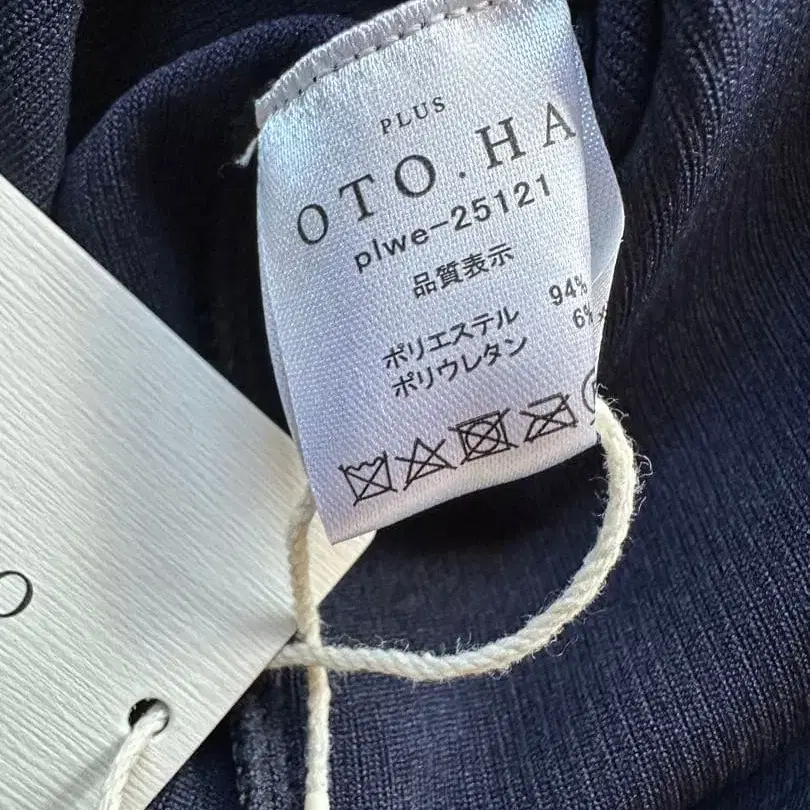 PLUS
OTO.HA
plwe-25121
品質表示
ポリエステル 94%
ポリウレタン 6%
O